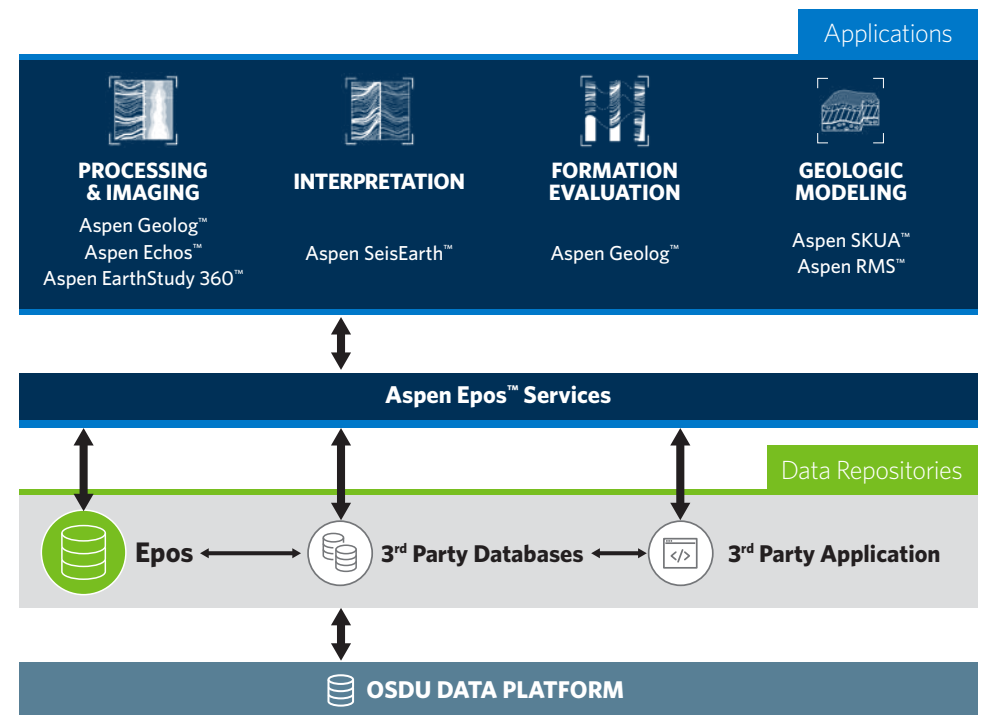 Applications
PROCESSING
& IMAGING
Aspen Geolog™
Aspen Echos™
Aspen EarthStudy 360™
INTERPRETATION
Aspen SeisEarth™
FORMATION
EVALUATION
Aspen Geolog™
GEOLOGIC
MODELING
Aspen SKUA™
Aspen RMS™
Aspen Epos™ Services
Data Repositories
Epos
3rd Party Databases
</>
3rd Party Application
OSDU DATA PLATFORM